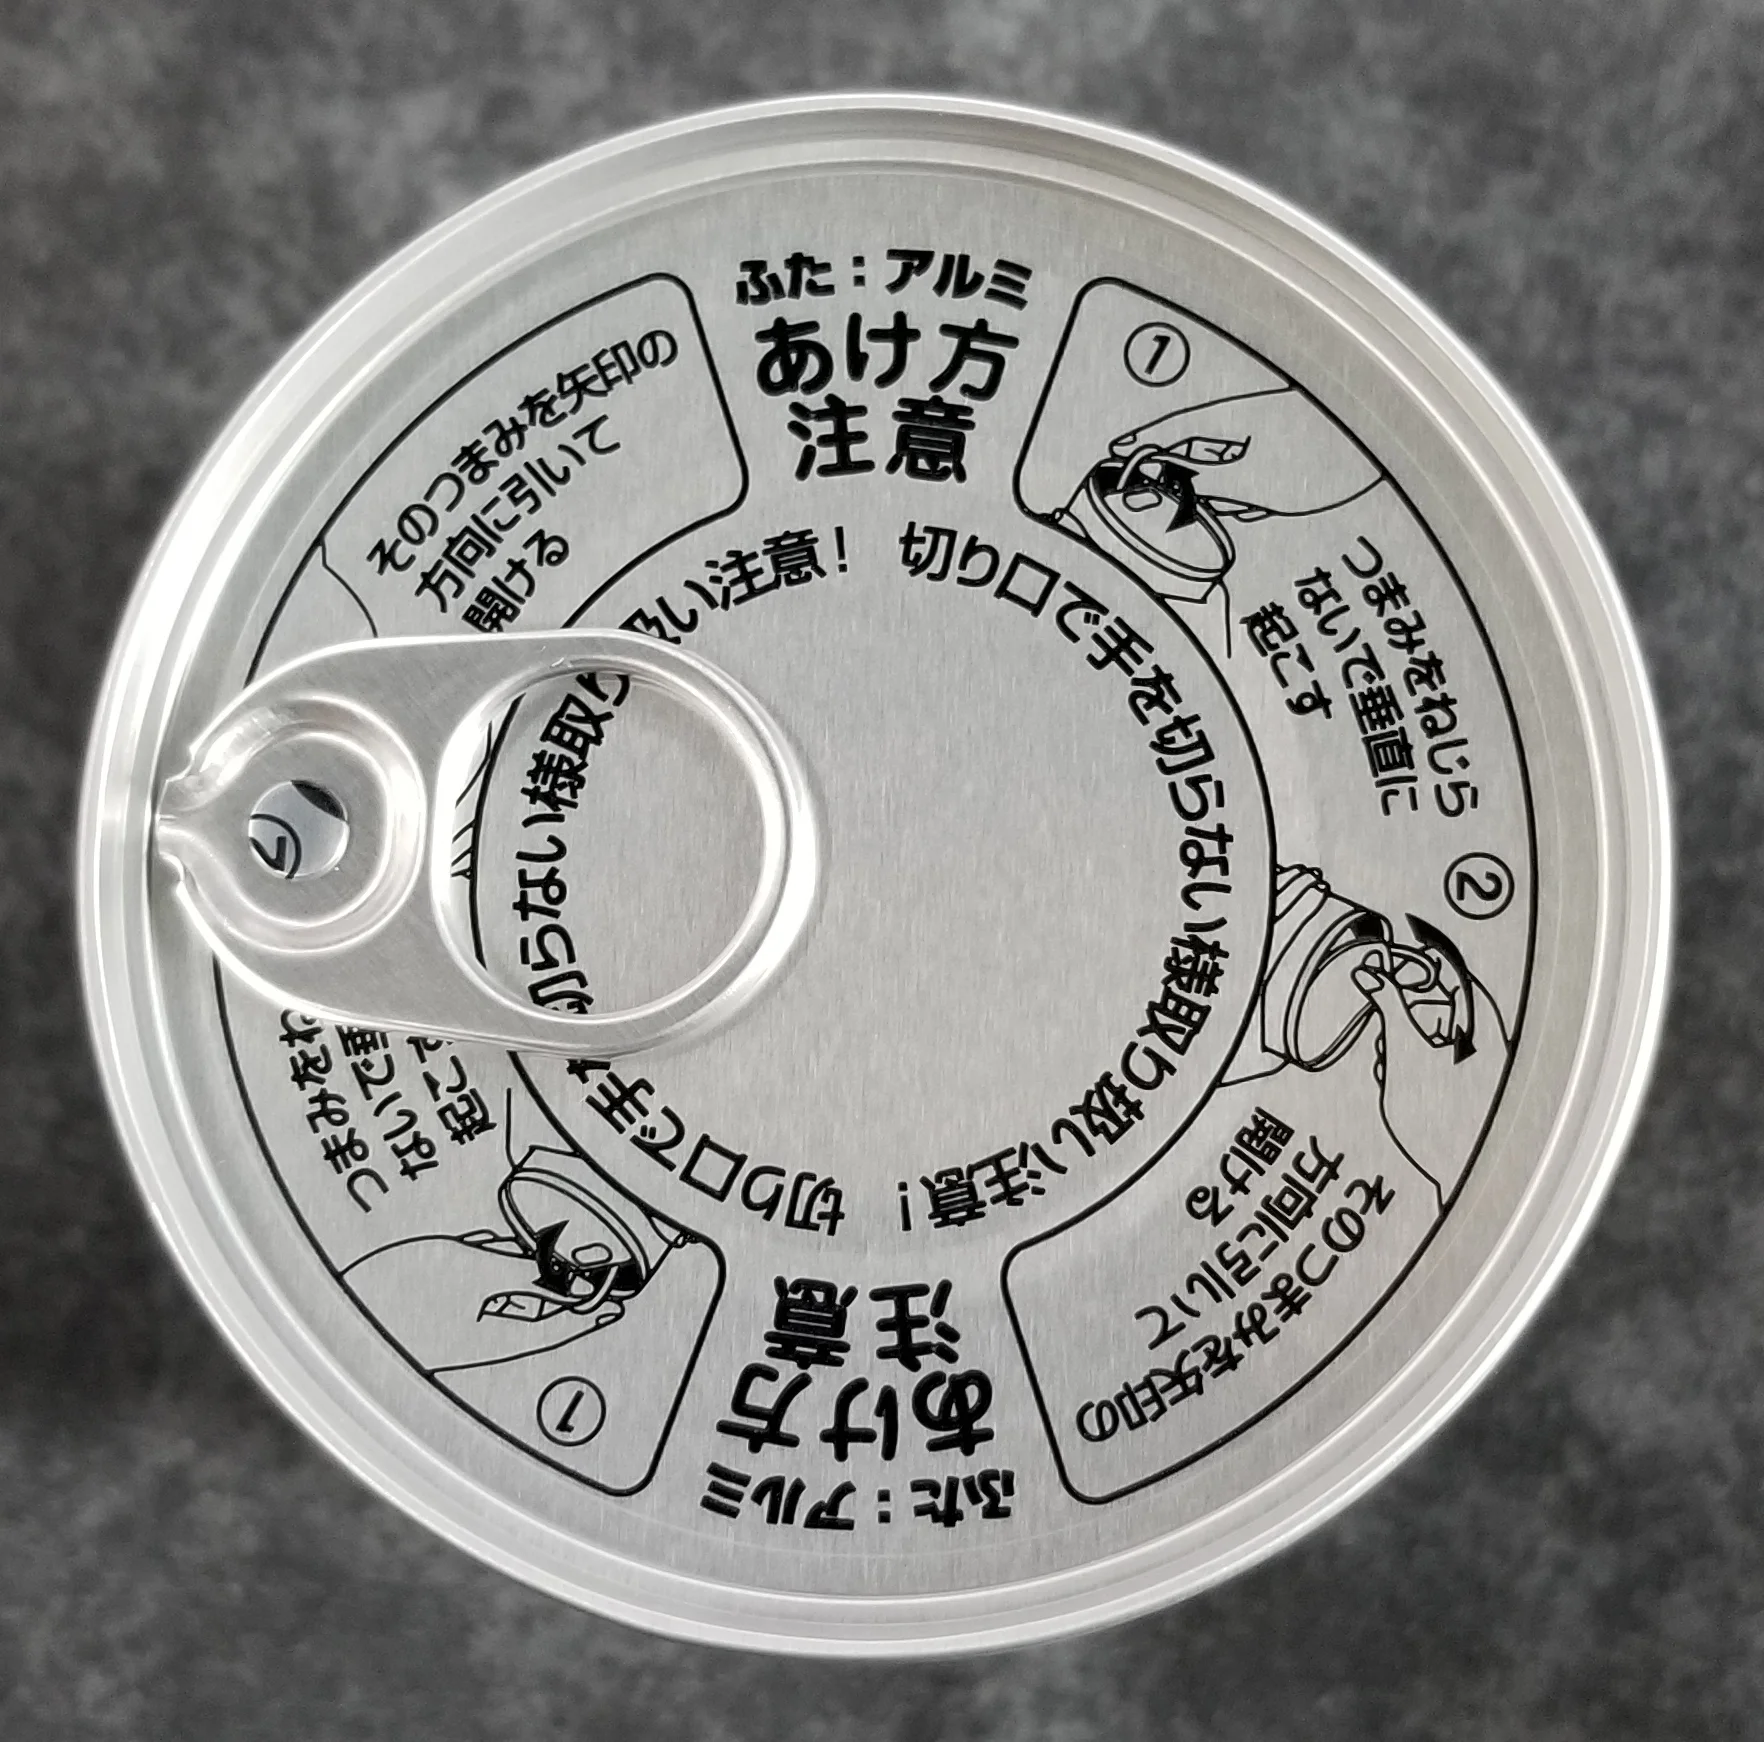 ふた：アルミ
あけ方
注意
切り口で手を切らない様取り扱い注意！
①
つまみをねじら
ないで垂直に
起こす
②
そのつまみを矢印の
方向に引いて
開ける
ふた：アルミ
あけ方
注意
切り口で手
切らない様取り扱い注意！
①
つまみをね
ないで垂
起こす
そのつまみを矢印の
方向に引いて
開ける